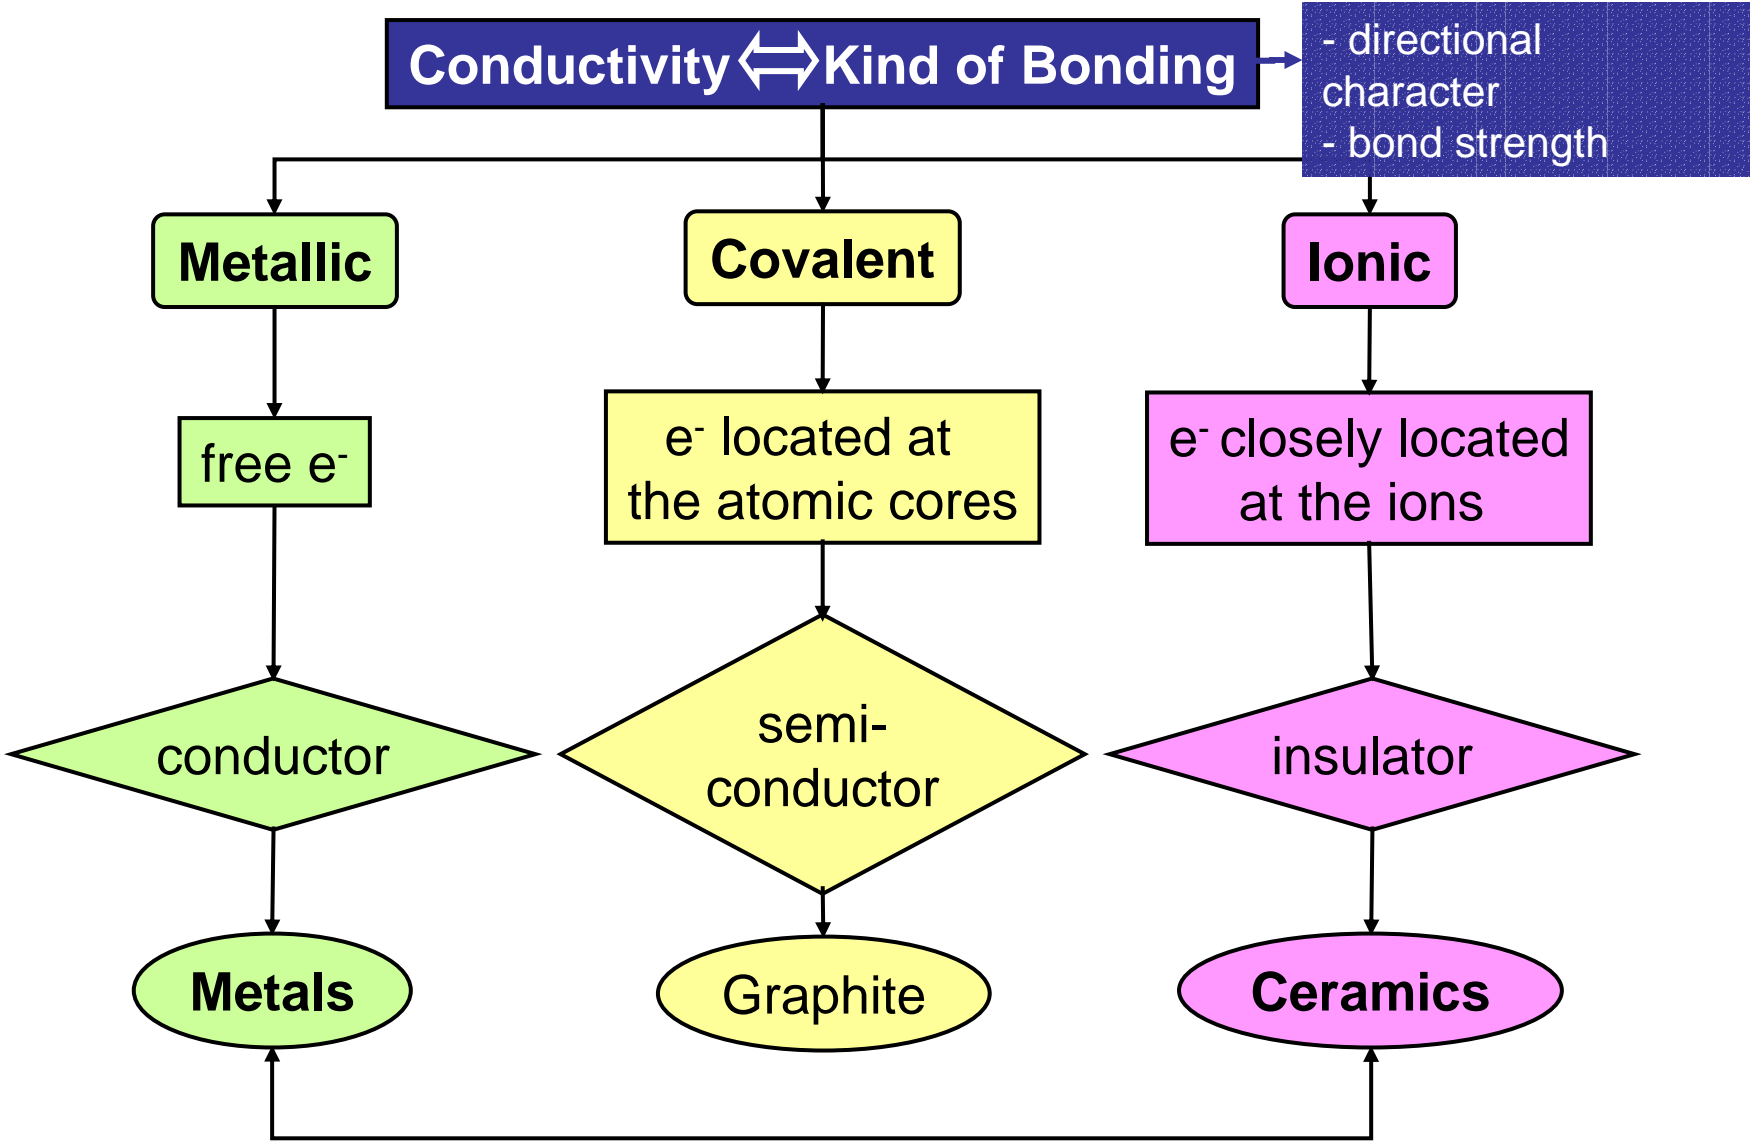 Conductivity ⇔ Kind of Bonding
- directional
character
- bond strength
Metallic
Covalent
Ionic
free e⁻
e⁻ located at
the atomic cores
e⁻ closely located
at the ions
conductor
semi-
conductor
insulator
Metals
Graphite
Ceramics